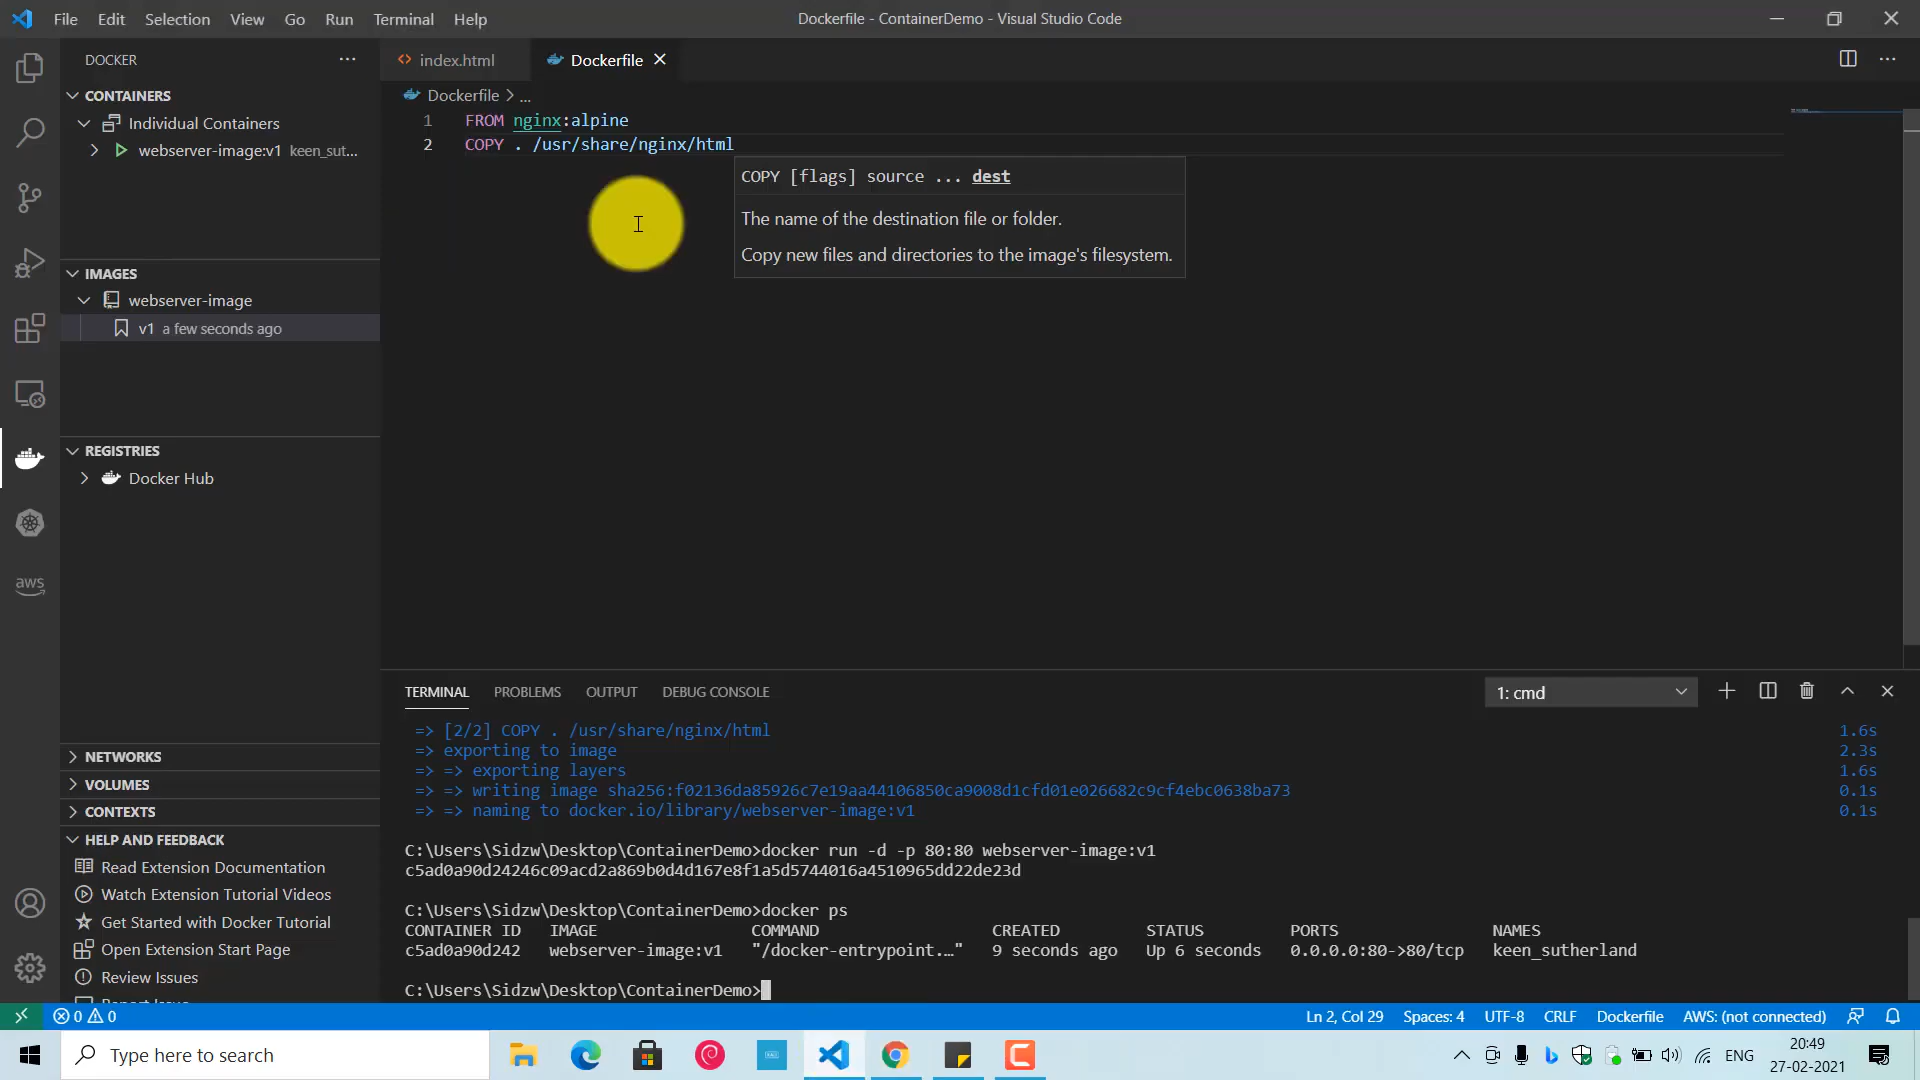 File Edit Selection View Go Run Terminal Help
Dockerfile - ContainerDemo - Visual Studio Code
DOCKER
CONTAINERS
Individual Containers
webserver-image:v1 keen_sut...
IMAGES
webserver-image
v1 a few seconds ago
REGISTRIES
Docker Hub
NETWORKS
VOLUMES
CONTEXTS
HELP AND FEEDBACK
Read Extension Documentation
Watch Extension Tutorial Videos
Get Started with Docker Tutorial
Open Extension Start Page
Review Issues
Report Issue
aws
index.html
Dockerfile
Dockerfile > ...
1 FROM nginx:alpine
2 COPY . /usr/share/nginx/html
COPY [flags] source ... dest
The name of the destination file or folder.
Copy new files and directories to the image's filesystem.
TERMINAL PROBLEMS OUTPUT DEBUG CONSOLE
1: cmd
=> [2/2] COPY . /usr/share/nginx/html 1.6s
=> exporting to image 2.3s
=> => exporting layers 1.6s
=> => writing image sha256:f02136da85926c7e19aa44106850ca9008d1cfd01e026682c9cf4ebc0638ba73 0.1s
=> => naming to docker.io/library/webserver-image:v1 0.1s
C:\Users\Sidzw\Desktop\ContainerDemo>docker run -d -p 80:80 webserver-image:v1
c5ad0a90d24246c09acd2a869b0d4d167e8f1a5d5744016a4510965dd22de23d
C:\Users\Sidzw\Desktop\ContainerDemo>docker ps
CONTAINER ID IMAGE COMMAND CREATED STATUS PORTS NAMES
c5ad0a90d242 webserver-image:v1 "/docker-entrypoint.…" 9 seconds ago Up 6 seconds 0.0.0.0:80->80/tcp keen_sutherland
C:\Users\Sidzw\Desktop\ContainerDemo>
0 0
Ln 2, Col 29 Spaces: 4 UTF-8 CRLF Dockerfile AWS: (not connected)
Type here to search
ENG
20:49
27-02-2021